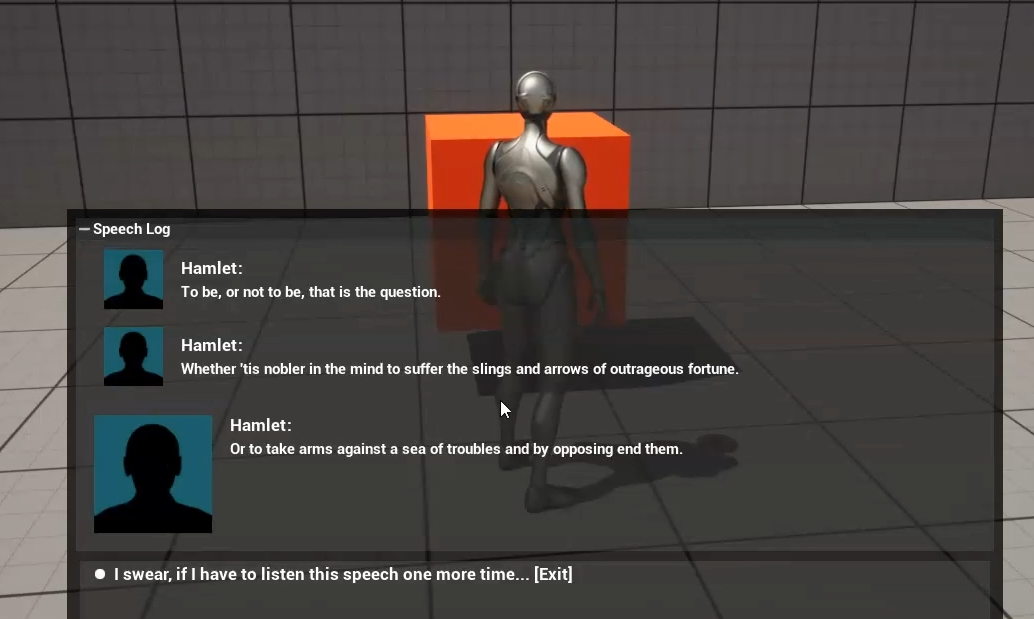 Speech Log
Hamlet:
To be, or not to be, that is the question.
Hamlet:
Whether 'tis nobler in the mind to suffer the slings and arrows of outrageous fortune.
Hamlet:
Or to take arms against a sea of troubles and by opposing end them.
I swear, if I have to listen this speech one more time... [Exit]